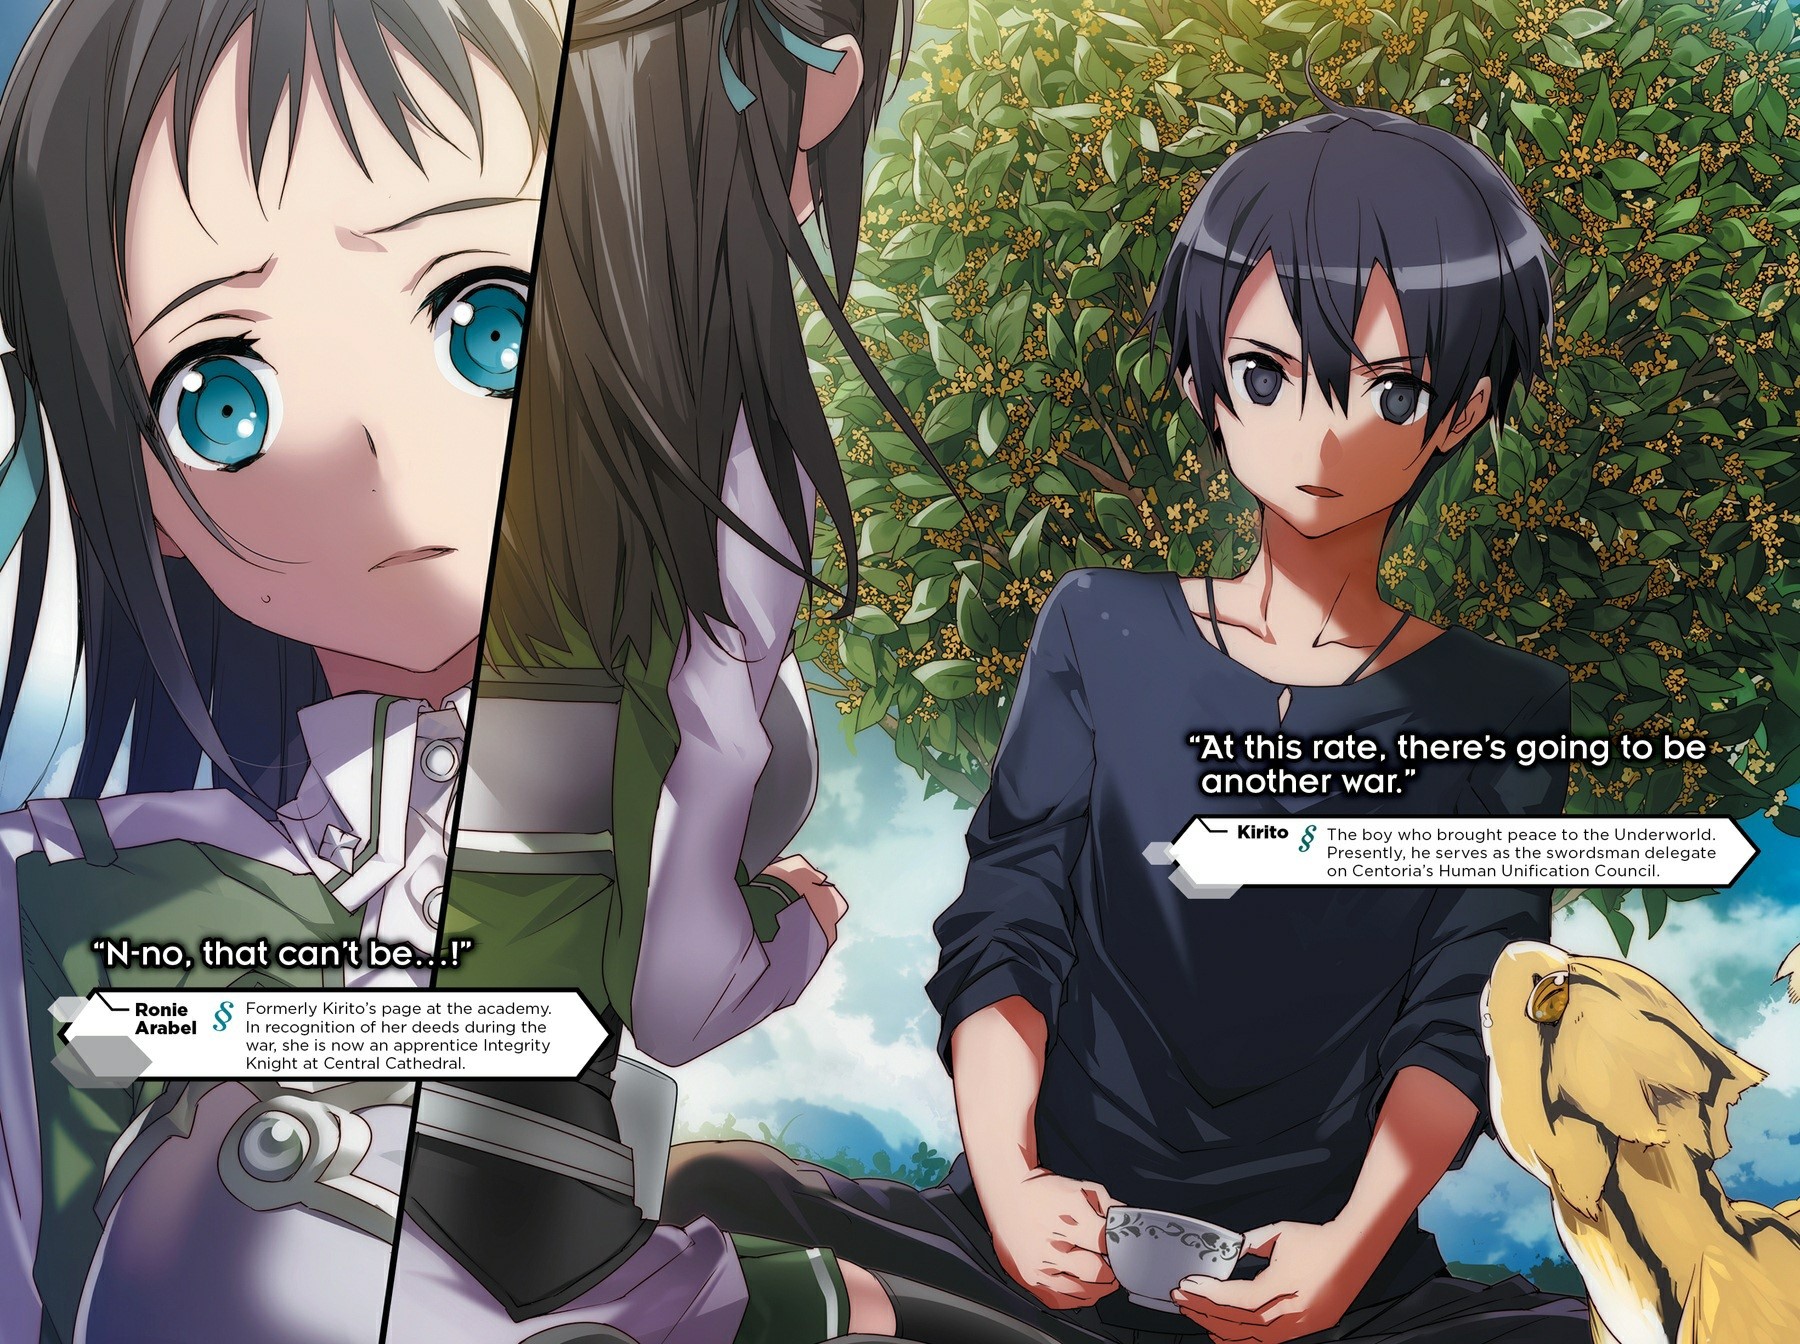 “N-no, that can’t be...!”
Ronie
Arabel
§
Formerly Kirito’s page at the academy.
In recognition of her deeds during the
war, she is now an apprentice Integrity
Knight at Central Cathedral.
“At this rate, there’s going to be
another war.”
Kirito
§
The boy who brought peace to the Underworld.
Presently, he serves as the swordsman delegate
on Centoria’s Human Unification Council.